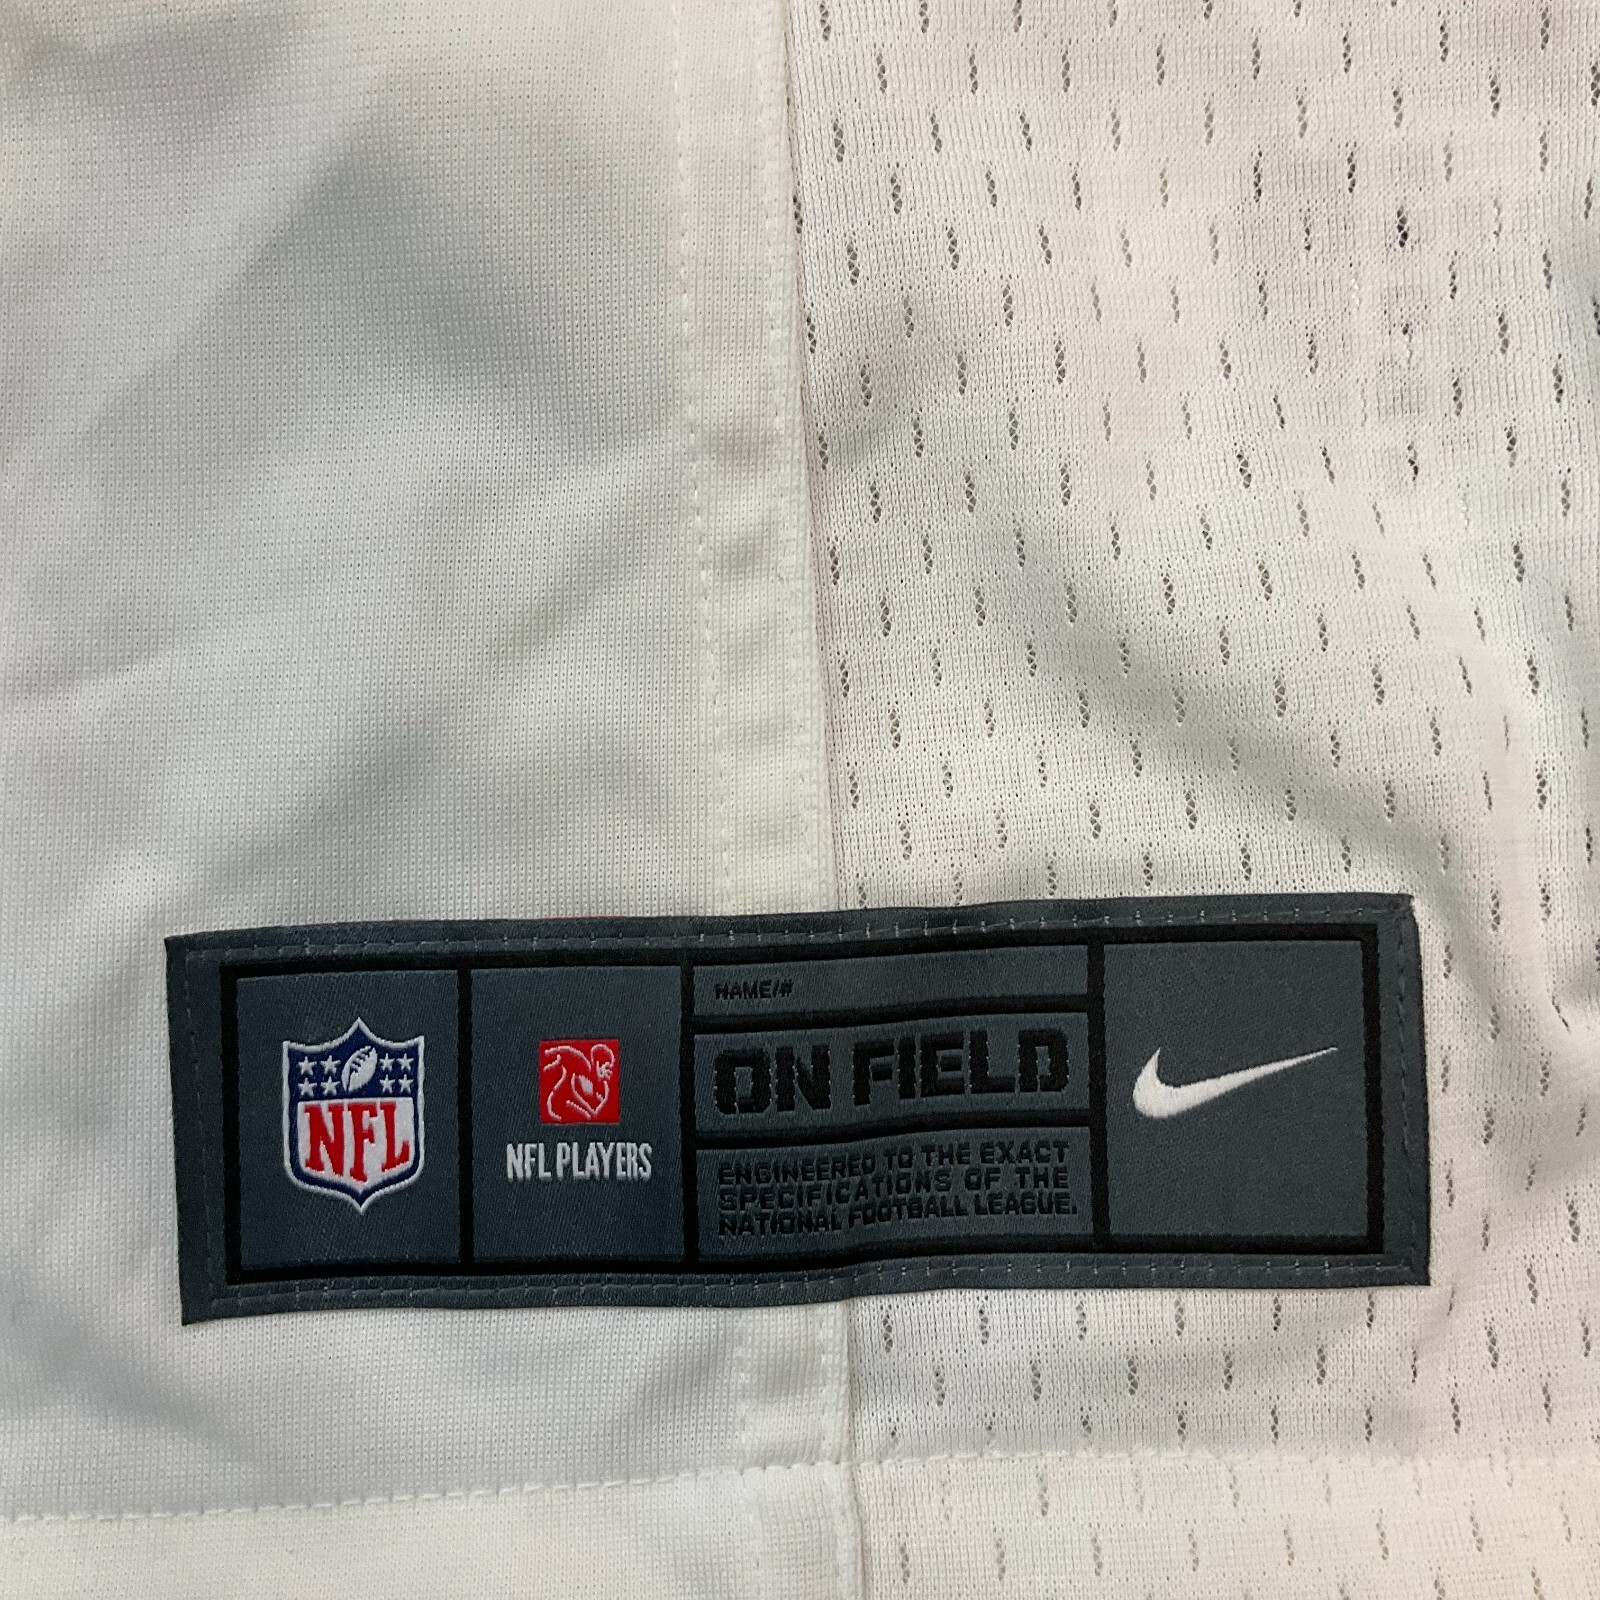 NFL
NFL PLAYERS
NAME/#
ON FIELD
ENGINEERED TO THE EXACT
SPECIFICATIONS OF THE
NATIONAL FOOTBALL LEAGUE.